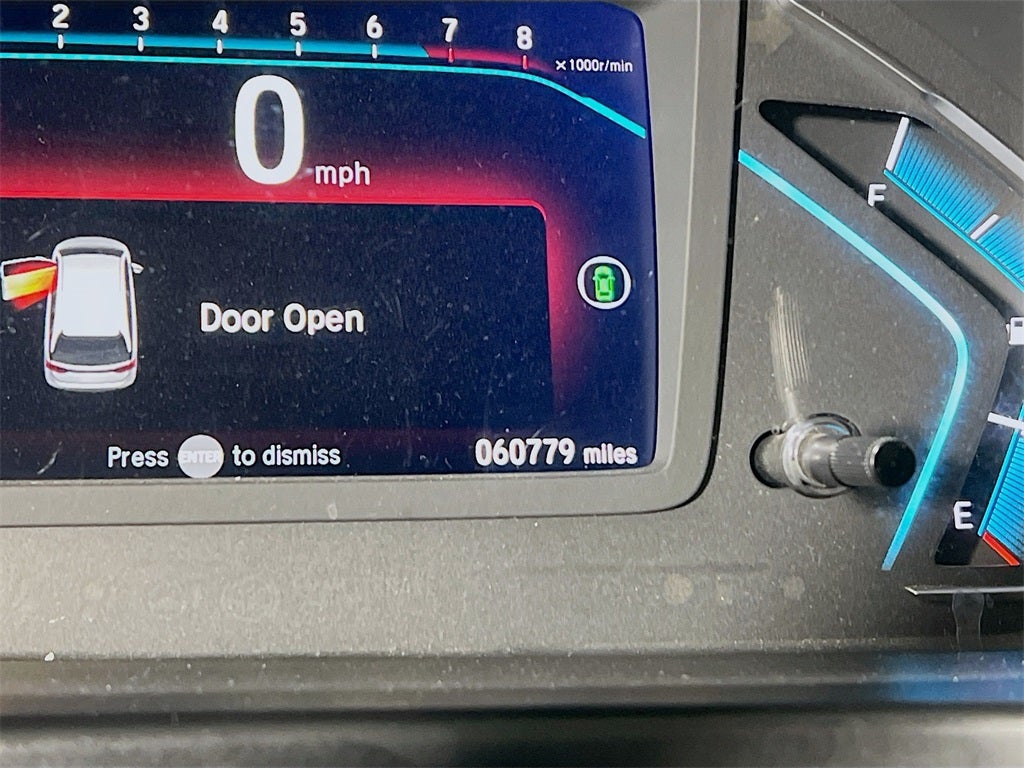 2 3 4 5 6 7 8
×1000r/min
0 mph
F
Door Open
Press ENTER to dismiss
060779 miles
E